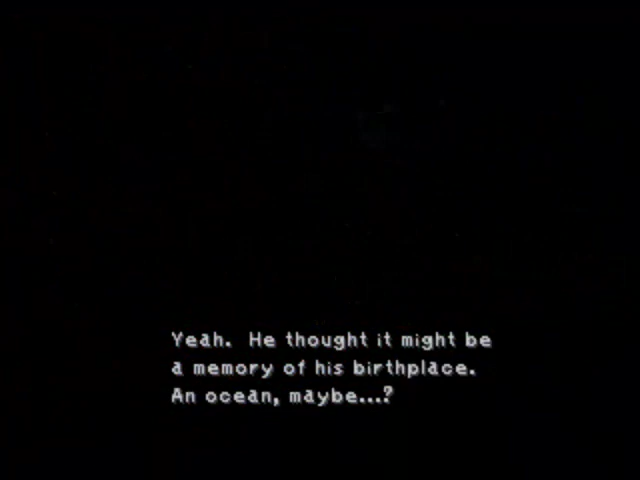 Yeah. He thought it might be
a memory of his birthplace.
An ocean, maybe...?